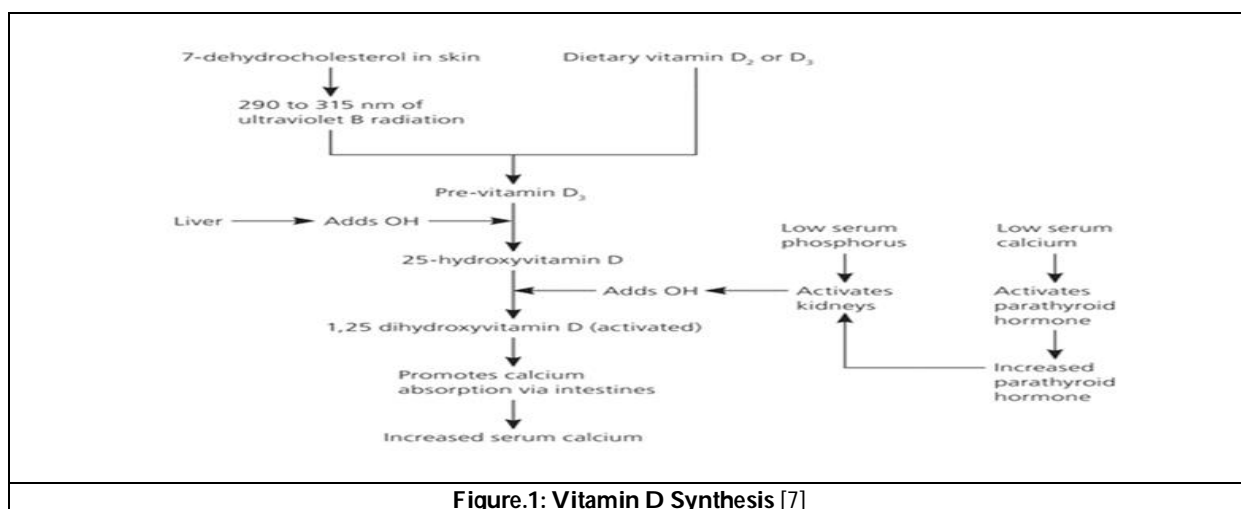 7-dehydrocholesterol in skin
Dietary vitamin D₂ or D₃
290 to 315 nm of
ultraviolet B radiation
Pre-vitamin D₃
Liver
Adds OH
25-hydroxyvitamin D
Low serum
phosphorus
Low serum
calcium
Adds OH
Activates
kidneys
Activates
parathyroid
hormone
1,25 dihydroxyvitamin D (activated)
Promotes calcium
absorption via intestines
Increased
parathyroid
hormone
Increased serum calcium
Figure.1: Vitamin D Synthesis [7]